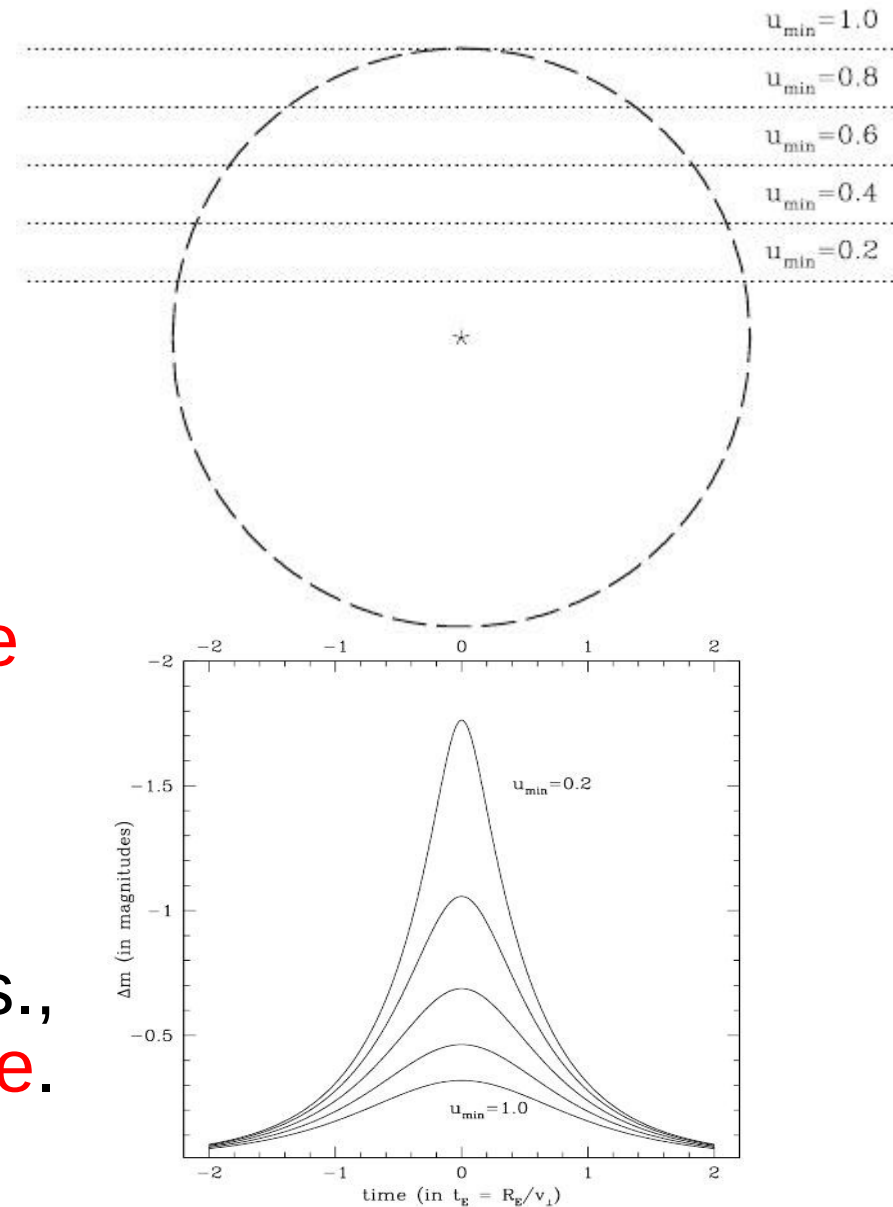 u_min=1.0
u_min=0.8
u_min=0.6
u_min=0.4
u_min=0.2
e
s.,
e.
-2 -1 0 1 2
-2
-1.5
-1
-0.5
Δm (in magnitudes)
u_min=0.2
u_min=1.0
-2 -1 0 1 2
time (in t_E = R_E/v_⊥)